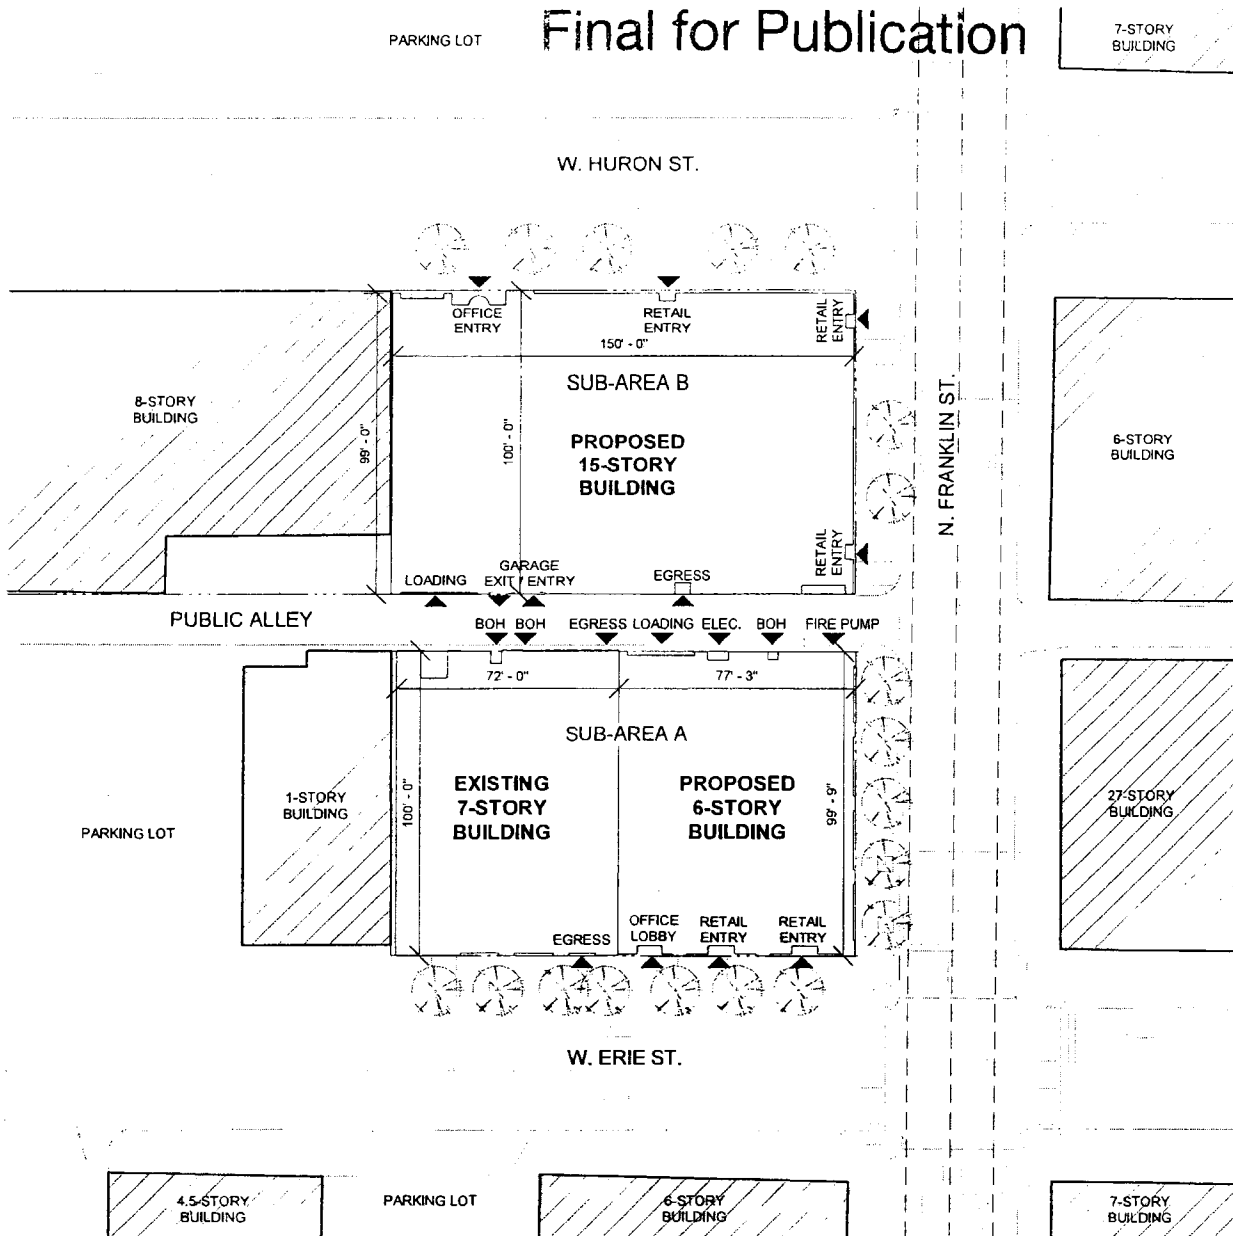 PARKING LOT
Final for Publication
7-STORY
BUILDING
W. HURON ST.
OFFICE
ENTRY
RETAIL
ENTRY
RETAIL
ENTRY
150' - 0"
SUB-AREA B
8-STORY
BUILDING
99' - 0"
100' - 0"
PROPOSED
15-STORY
BUILDING
N. FRANKLIN ST.
6-STORY
BUILDING
RETAIL
ENTRY
LOADING
GARAGE
EXIT / ENTRY
EGRESS
PUBLIC ALLEY
BOH
BOH
EGRESS
LOADING
ELEC.
BOH
FIRE PUMP
72' - 0"
77' - 3"
SUB-AREA A
1-STORY
BUILDING
PARKING LOT
100' - 0"
EXISTING
7-STORY
BUILDING
PROPOSED
6-STORY
BUILDING
99' - 9"
27-STORY
BUILDING
EGRESS
OFFICE
LOBBY
RETAIL
ENTRY
RETAIL
ENTRY
W. ERIE ST.
4.5-STORY
BUILDING
PARKING LOT
6-STORY
BUILDING
7-STORY
BUILDING